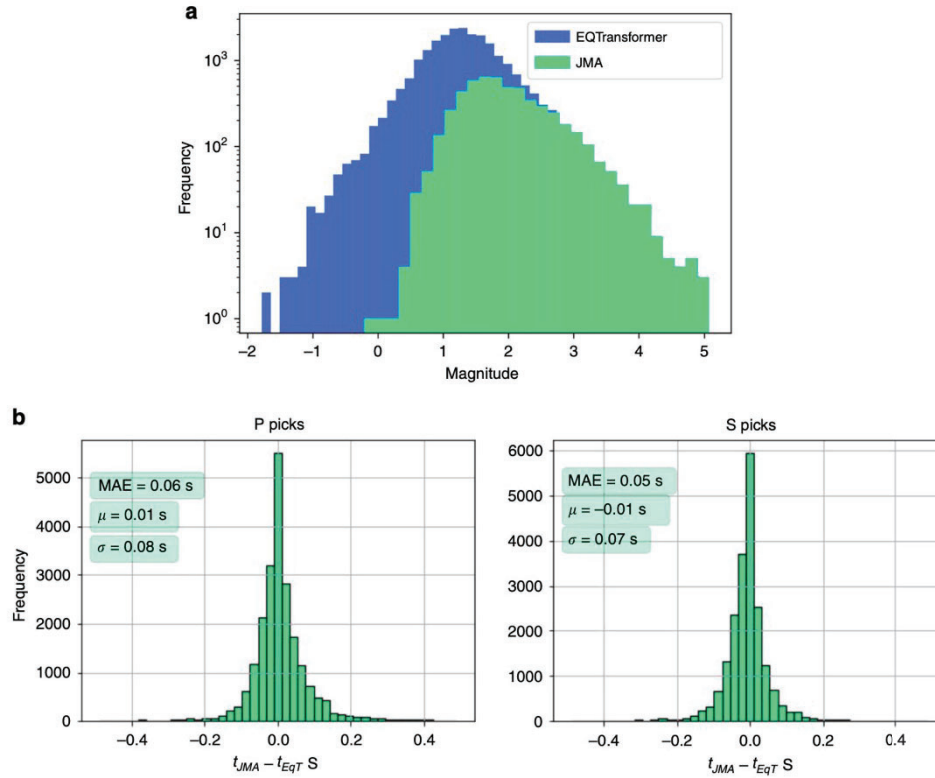 a
EQTransformer
JMA
Frequency
10³
10²
10¹
10⁰
−2 −1 0 1 2 3 4 5
Magnitude
b
P picks
MAE = 0.06 s
μ = 0.01 s
σ = 0.08 s
Frequency
5000
4000
3000
2000
1000
0
−0.4 −0.2 0.0 0.2 0.4
t_JMA − t_EqT S
S picks
MAE = 0.05 s
μ = −0.01 s
σ = 0.07 s
6000
5000
4000
3000
2000
1000
0
−0.4 −0.2 0.0 0.2 0.4
t_JMA − t_EqT S